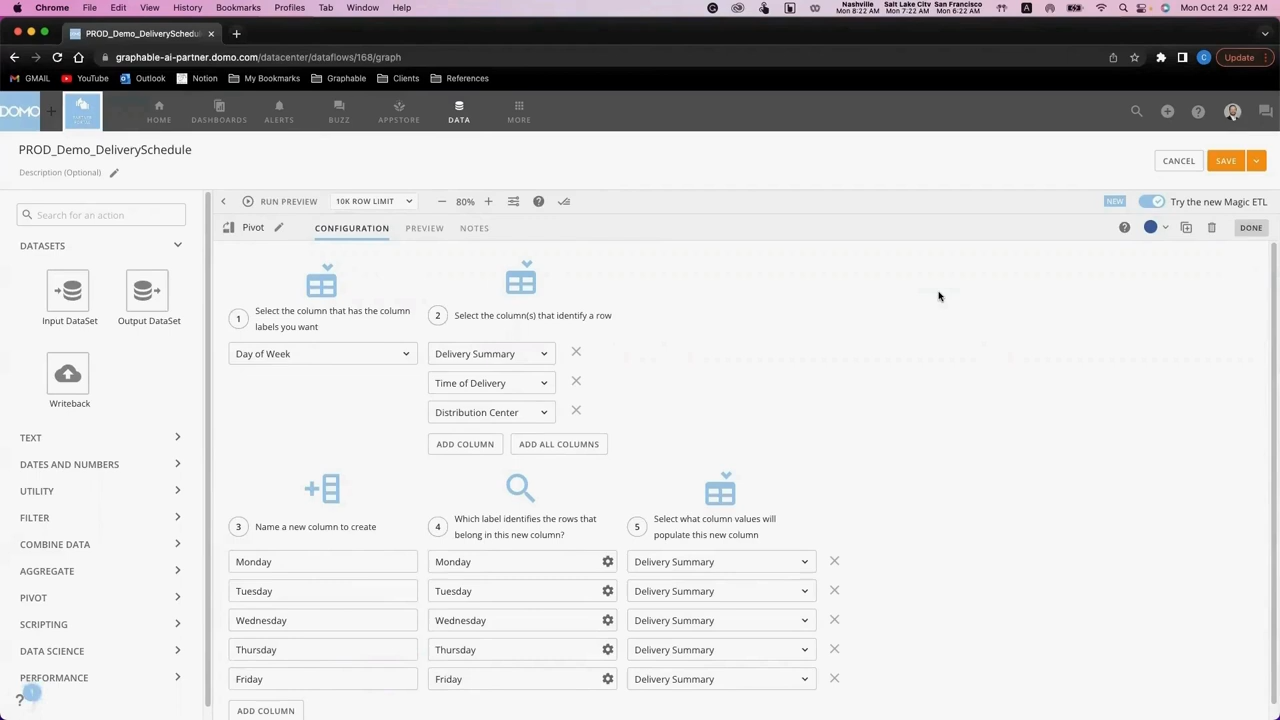 Chrome File Edit View History Bookmarks Profiles Tab Window Help
Nashville Mon 8:22 AM Salt Lake City Mon 7:22 AM San Francisco Mon 6:22 AM A Mon Oct 24 9:22 AM
PROD_Demo_DeliverySchedul
graphable-ai-partner.domo.com/datacenter/dataflows/168/graph
C Update
GMAIL YouTube Outlook Notion My Bookmarks Graphable Clients References
DOMO HOME DASHBOARDS ALERTS BUZZ APPSTORE DATA MORE
PROD_Demo_DeliverySchedule
CANCEL SAVE
Description (Optional)
Search for an action
RUN PREVIEW 10K ROW LIMIT 80% NEW Try the new Magic ETL
Pivot CONFIGURATION PREVIEW NOTES DONE
DATASETS
Input DataSet Output DataSet
Writeback
TEXT
DATES AND NUMBERS
UTILITY
FILTER
COMBINE DATA
AGGREGATE
PIVOT
SCRIPTING
DATA SCIENCE
PERFORMANCE
1
1 Select the column that has the column
labels you want
Day of Week
2 Select the column(s) that identify a row
Delivery Summary
Time of Delivery
Distribution Center
ADD COLUMN ADD ALL COLUMNS
3 Name a new column to create
4 Which label identifies the rows that
belong in this new column?
5 Select what column values will
populate this new column
Monday Monday Delivery Summary
Tuesday Tuesday Delivery Summary
Wednesday Wednesday Delivery Summary
Thursday Thursday Delivery Summary
Friday Friday Delivery Summary
ADD COLUMN